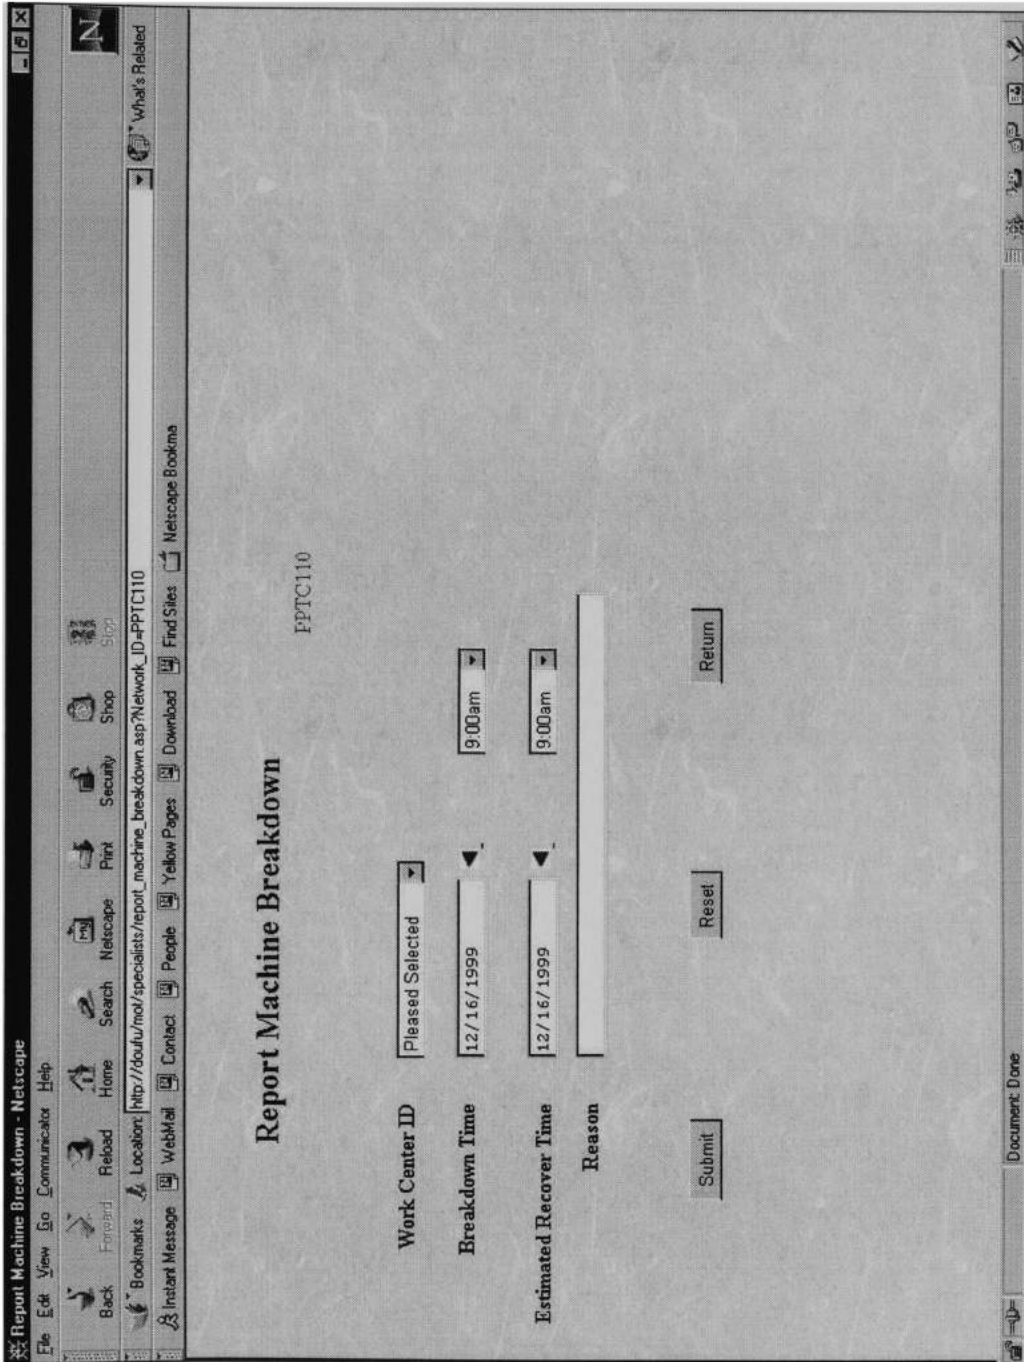 Report Machine Breakdown - Netscape
File Edit View Go Communicator Help
Back Forward Reload Home Search Netscape Print Security Shop Stop
N
My
Bookmarks Location: http://doufu/mot/specialists/report_machine_breakdown.asp?Network_ID=PPTC110 What's Related
Instant Message WebMail Contact People Yellow Pages Download Find Sites Netscape Bookma
Report Machine Breakdown
PPTC110
Work Center ID Pleased Selected
Breakdown Time 12/16/1999 9:00am
Estimated Recover Time 12/16/1999 9:00am
Reason
Submit Reset Return
Document: Done